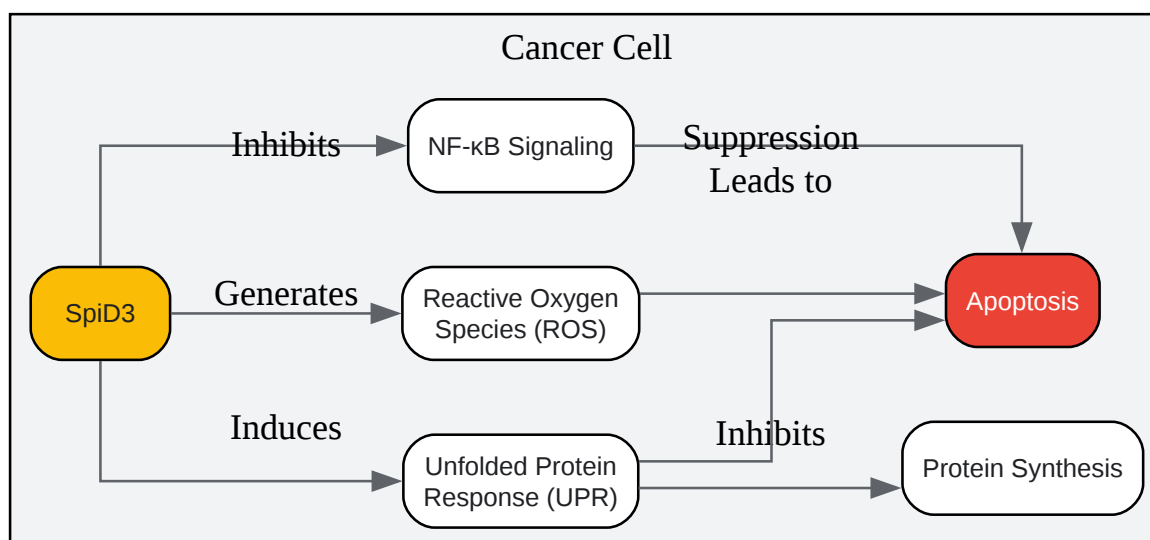 Cancer Cell
Inhibits
NF-κB Signaling
Suppression
Leads to
SpiD3
Generates
Reactive Oxygen
Species (ROS)
Apoptosis
Induces
Unfolded Protein
Response (UPR)
Inhibits
Protein Synthesis